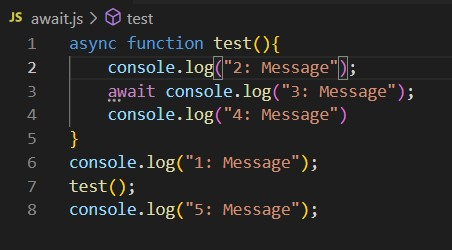 JS await.js > test
1 async function test(){
2 console.log("2: Message");
3 await console.log("3: Message");
4 console.log("4: Message")
5 }
6 console.log("1: Message");
7 test();
8 console.log("5: Message");